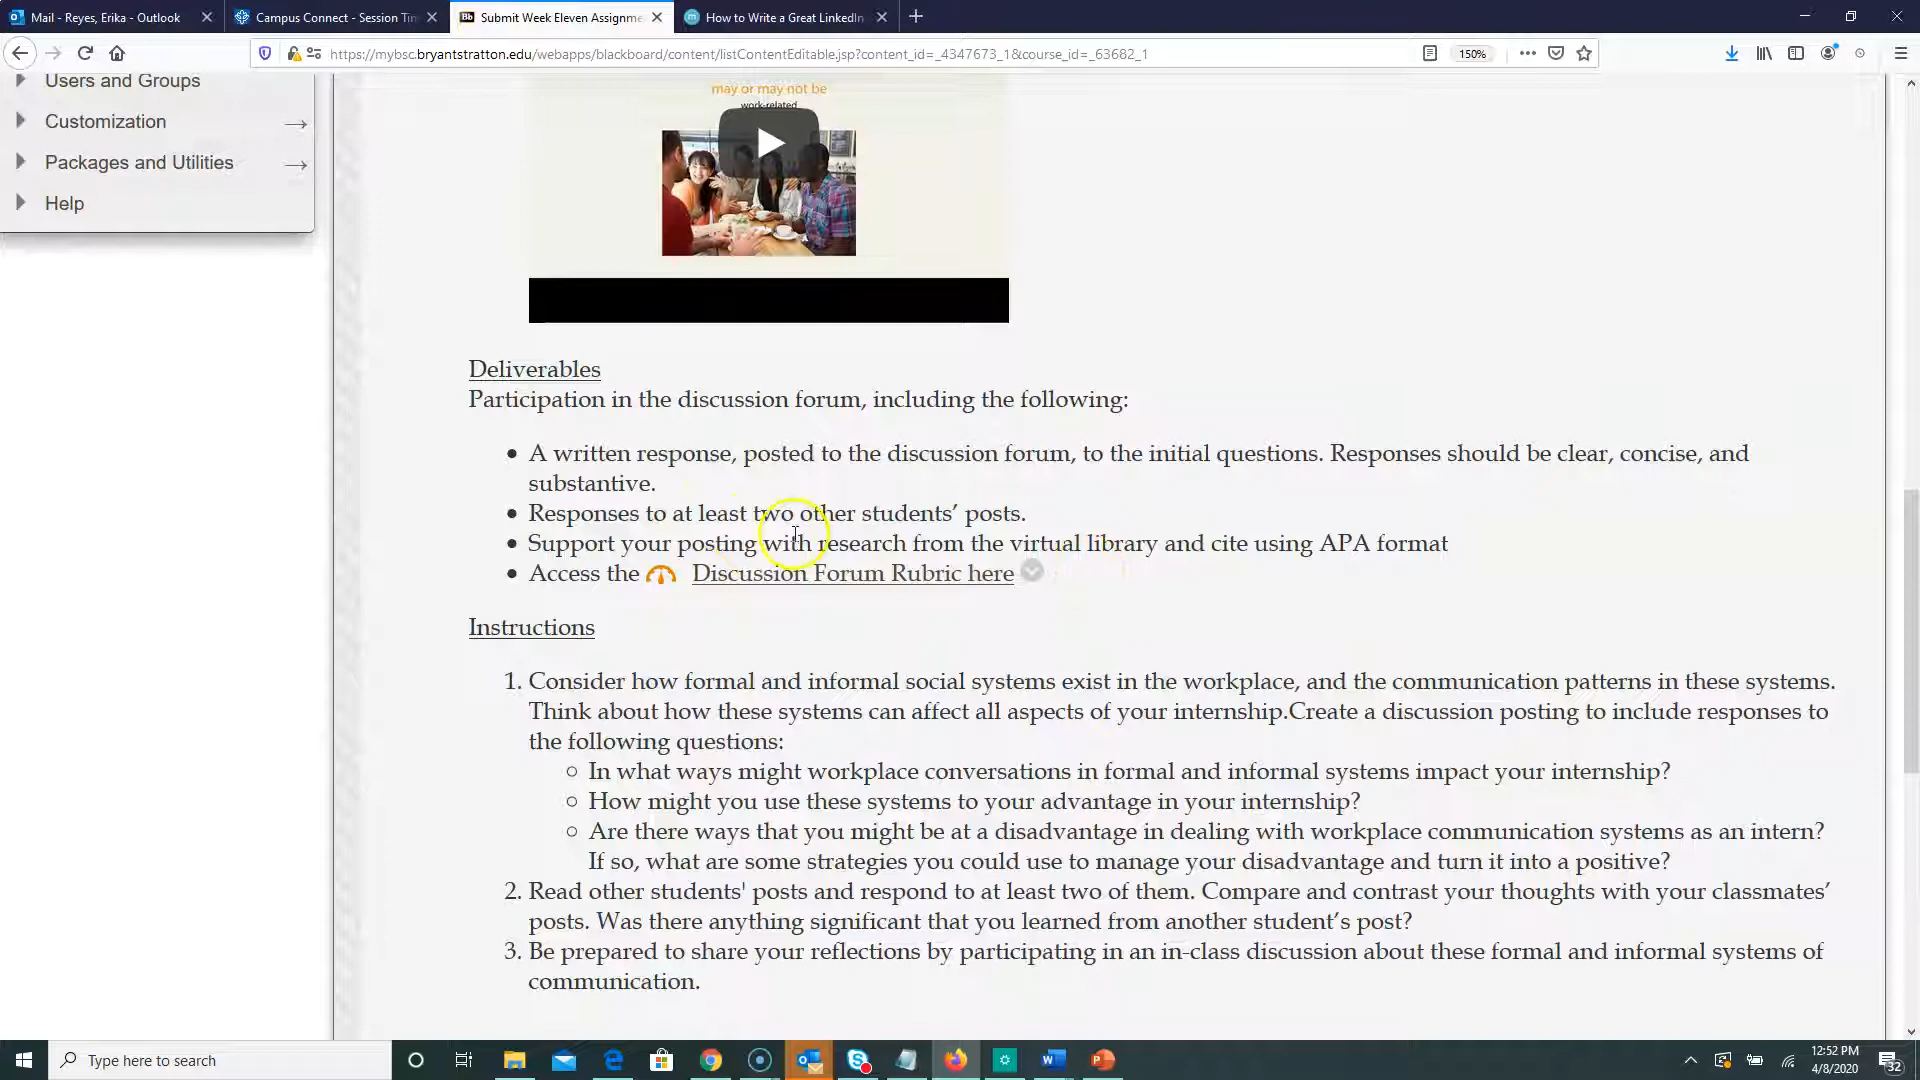 Mail - Reyes, Erika - Outlook
Campus Connect - Session Tim
Submit Week Eleven Assignme
How to Write a Great LinkedIn
https://mybsc.bryantstratton.edu/webapps/blackboard/content/listContentEditable.jsp?content_id=_4347673_1&course_id=_63682_1
150%
Users and Groups
Customization
Packages and Utilities
Help
may or may not be
work-related
Deliverables
Participation in the discussion forum, including the following:
• A written response, posted to the discussion forum, to the initial questions. Responses should be clear, concise, and
substantive.
• Responses to at least two other students’ posts.
• Support your posting with research from the virtual library and cite using APA format
• Access the Discussion Forum Rubric here
Instructions
1. Consider how formal and informal social systems exist in the workplace, and the communication patterns in these systems.
Think about how these systems can affect all aspects of your internship.Create a discussion posting to include responses to
the following questions:
○ In what ways might workplace conversations in formal and informal systems impact your internship?
○ How might you use these systems to your advantage in your internship?
○ Are there ways that you might be at a disadvantage in dealing with workplace communication systems as an intern?
If so, what are some strategies you could use to manage your disadvantage and turn it into a positive?
2. Read other students' posts and respond to at least two of them. Compare and contrast your thoughts with your classmates’
posts. Was there anything significant that you learned from another student’s post?
3. Be prepared to share your reflections by participating in an in-class discussion about these formal and informal systems of
communication.
Type here to search
12:52 PM
4/8/2020
32